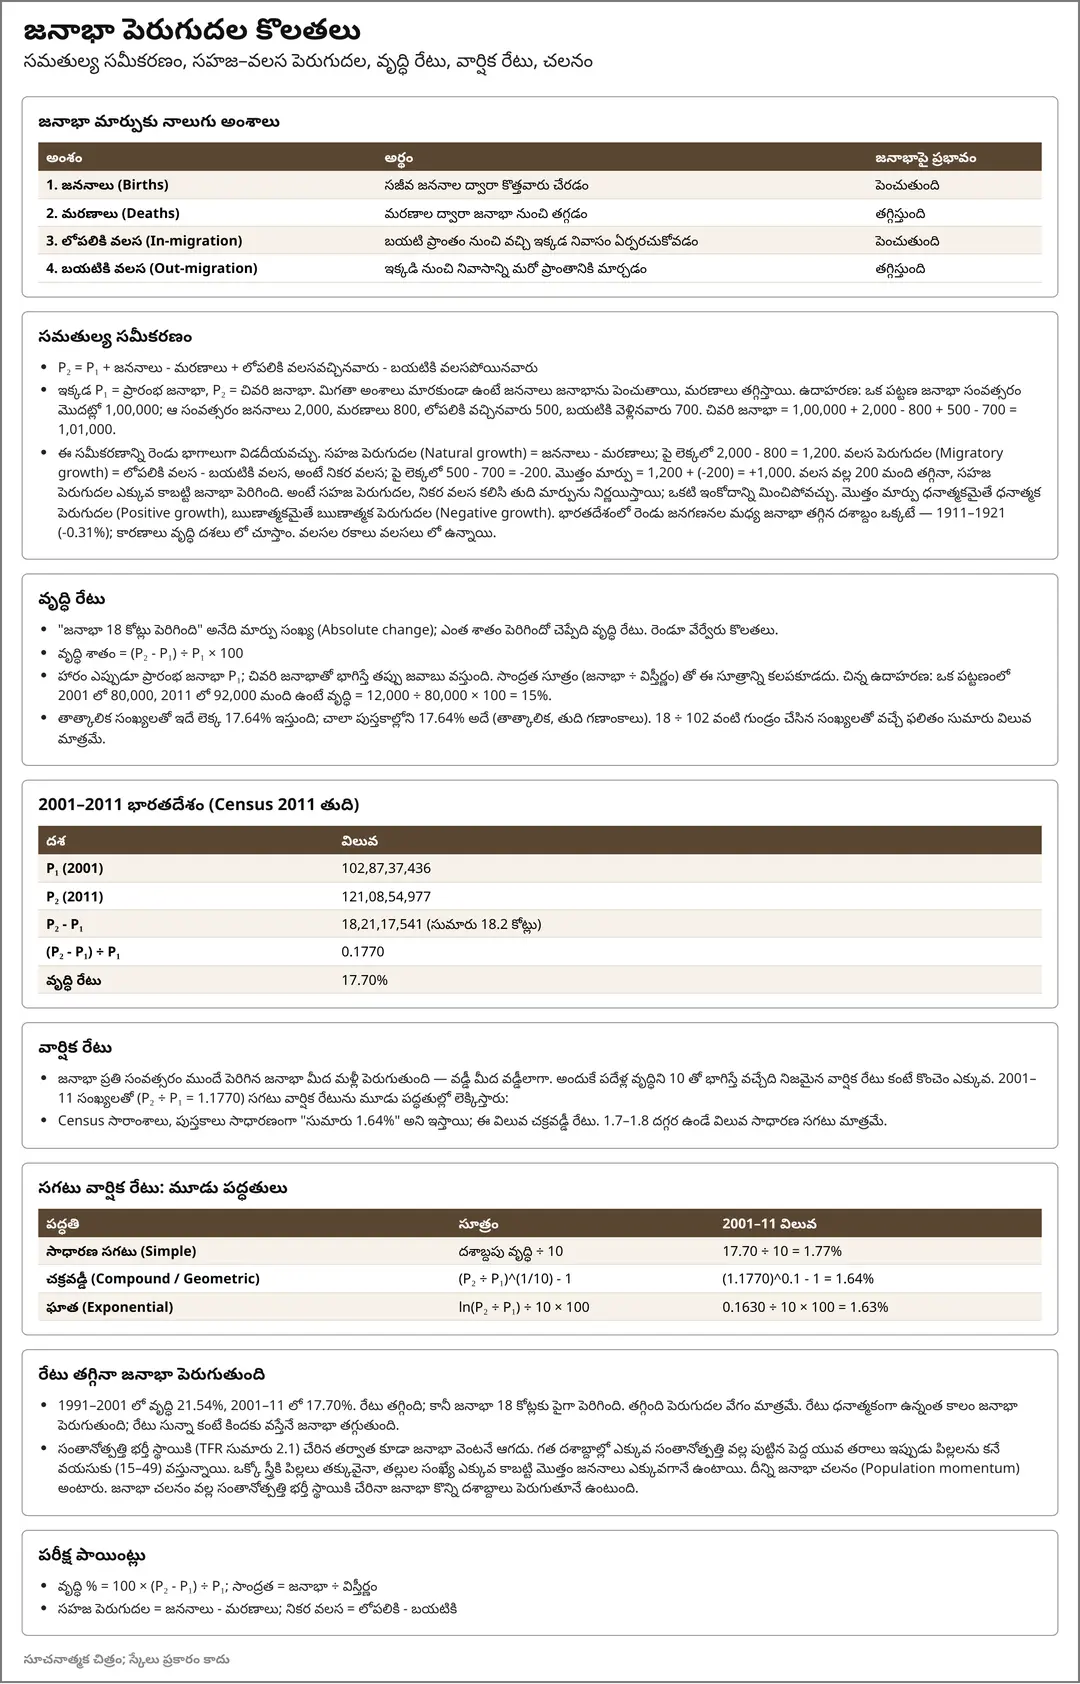 జనాభా పెరుగుదల కొలతలు
సమతుల్య సమీకరణం, సహజ–వలస పెరుగుదల, వృద్ధి రేటు, వార్షిక రేటు, చలనం
జనాభా మార్పుకు నాలుగు అంశాలు
అంశం అర్థం జనాభాపై ప్రభావం
1. జననాలు (Births) సజీవ జననాల ద్వారా కొత్తవారు చేరడం పెంచుతుంది
2. మరణాలు (Deaths) మరణాల ద్వారా జనాభా నుంచి తగ్గడం తగ్గిస్తుంది
3. లోపలికి వలస (In-migration) బయటి ప్రాంతం నుంచి వచ్చి ఇక్కడ నివాసం ఏర్పరచుకోవడం పెంచుతుంది
4. బయటికి వలస (Out-migration) ఇక్కడి నుంచి నివాసాన్ని మరో ప్రాంతానికి మార్చడం తగ్గిస్తుంది
సమతుల్య సమీకరణం
• P₂ = P₁ + జననాలు - మరణాలు + లోపలికి వలసవచ్చినవారు - బయటికి వలసపోయినవారు
• ఇక్కడ P₁ = ప్రారంభ జనాభా, P₂ = చివరి జనాభా. మిగతా అంశాలు మారకుండా ఉంటే జననాలు జనాభాను పెంచుతాయి, మరణాలు తగ్గిస్తాయి. ఉదాహరణ: ఒక పట్టణ జనాభా సంవత్సరం
మొదట్లో 1,00,000; ఆ సంవత్సరం జననాలు 2,000, మరణాలు 800, లోపలికి వచ్చినవారు 500, బయటికి వెళ్లినవారు 700. చివరి జనాభా = 1,00,000 + 2,000 - 800 + 500 - 700 =
1,01,000.
• ఈ సమీకరణాన్ని రెండు భాగాలుగా విడదీయవచ్చు. సహజ పెరుగుదల (Natural growth) = జననాలు - మరణాలు; పై లెక్కలో 2,000 - 800 = 1,200. వలస పెరుగుదల (Migratory
growth) = లోపలికి వలస - బయటికి వలస, అంటే నికర వలస; పై లెక్కలో 500 - 700 = -200. మొత్తం మార్పు = 1,200 + (-200) = +1,000. వలస వల్ల 200 మంది తగ్గినా, సహజ
పెరుగుదల ఎక్కువ కాబట్టి జనాభా పెరిగింది. అంటే సహజ పెరుగుదల, నికర వలస కలిసి తుది మార్పును నిర్ణయిస్తాయి; ఒకటి ఇంకోదాన్ని మించిపోవచ్చు. మొత్తం మార్పు ధనాత్మకమైతే ధనాత్మక
పెరుగుదల (Positive growth), ఋణాత్మకమైతే ఋణాత్మక పెరుగుదల (Negative growth). భారతదేశంలో రెండు జనగణనల మధ్య జనాభా తగ్గిన దశాబ్దం ఒక్కటే — 1911–1921
(-0.31%); కారణాలు వృద్ధి దశలు లో చూస్తాం. వలసల రకాలు వలసలు లో ఉన్నాయి.
వృద్ధి రేటు
• "జనాభా 18 కోట్లు పెరిగింది" అనేది మార్పు సంఖ్య (Absolute change); ఎంత శాతం పెరిగిందో చెప్పేది వృద్ధి రేటు. రెండూ వేర్వేరు కొలతలు.
• వృద్ధి శాతం = (P₂ - P₁) ÷ P₁ × 100
• హారం ఎప్పుడూ ప్రారంభ జనాభా P₁; చివరి జనాభాతో భాగిస్తే తప్పు జవాబు వస్తుంది. సాంద్రత సూత్రం (జనాభా ÷ విస్తీర్ణం) తో ఈ సూత్రాన్ని కలపకూడదు. చిన్న ఉదాహరణ: ఒక పట్టణంలో
2001 లో 80,000, 2011 లో 92,000 మంది ఉంటే వృద్ధి = 12,000 ÷ 80,000 × 100 = 15%.
• తాత్కాలిక సంఖ్యలతో ఇదే లెక్క 17.64% ఇస్తుంది; చాలా పుస్తకాల్లోని 17.64% అదే (తాత్కాలిక, తుది గణాంకాలు). 18 ÷ 102 వంటి గుండ్రం చేసిన సంఖ్యలతో వచ్చే ఫలితం సుమారు విలువ
మాత్రమే.
2001–2011 భారతదేశం (Census 2011 తుది)
దశ విలువ
P₁ (2001) 102,87,37,436
P₂ (2011) 121,08,54,977
P₂ - P₁ 18,21,17,541 (సుమారు 18.2 కోట్లు)
(P₂ - P₁) ÷ P₁ 0.1770
వృద్ధి రేటు 17.70%
వార్షిక రేటు
• జనాభా ప్రతి సంవత్సరం ముందే పెరిగిన జనాభా మీద మళ్లీ పెరుగుతుంది — వడ్డీ మీద వడ్డీలాగా. అందుకే పదేళ్ల వృద్ధిని 10 తో భాగిస్తే వచ్చేది నిజమైన వార్షిక రేటు కంటే కొంచెం ఎక్కువ. 2001–
11 సంఖ్యలతో (P₂ ÷ P₁ = 1.1770) సగటు వార్షిక రేటును మూడు పద్ధతుల్లో లెక్కిస్తారు:
• Census సారాంశాలు, పుస్తకాలు సాధారణంగా "సుమారు 1.64%" అని ఇస్తాయి; ఈ విలువ చక్రవడ్డీ రేటు. 1.7–1.8 దగ్గర ఉండే విలువ సాధారణ సగటు మాత్రమే.
సగటు వార్షిక రేటు: మూడు పద్ధతులు
పద్ధతి సూత్రం 2001–11 విలువ
సాధారణ సగటు (Simple) దశాబ్దపు వృద్ధి ÷ 10 17.70 ÷ 10 = 1.77%
చక్రవడ్డీ (Compound / Geometric) (P₂ ÷ P₁)^(1/10) - 1 (1.1770)^0.1 - 1 = 1.64%
ఘాత (Exponential) ln(P₂ ÷ P₁) ÷ 10 × 100 0.1630 ÷ 10 × 100 = 1.63%
రేటు తగ్గినా జనాభా పెరుగుతుంది
• 1991–2001 లో వృద్ధి 21.54%, 2001–11 లో 17.70%. రేటు తగ్గింది; కానీ జనాభా 18 కోట్లకు పైగా పెరిగింది. తగ్గింది పెరుగుదల వేగం మాత్రమే. రేటు ధనాత్మకంగా ఉన్నంత కాలం జనాభా
పెరుగుతుంది; రేటు సున్నా కంటే కిందకు వస్తేనే జనాభా తగ్గుతుంది.
• సంతానోత్పత్తి భర్తీ స్థాయికి (TFR సుమారు 2.1) చేరిన తర్వాత కూడా జనాభా వెంటనే ఆగదు. గత దశాబ్దాల్లో ఎక్కువ సంతానోత్పత్తి వల్ల పుట్టిన పెద్ద యువ తరాలు ఇప్పుడు పిల్లలను కనే
వయసుకు (15–49) వస్తున్నాయి. ఒక్కో స్త్రీకి పిల్లలు తక్కువైనా, తల్లుల సంఖ్యే ఎక్కువ కాబట్టి మొత్తం జననాలు ఎక్కువగానే ఉంటాయి. దీన్ని జనాభా చలనం (Population momentum)
అంటారు. జనాభా చలనం వల్ల సంతానోత్పత్తి భర్తీ స్థాయికి చేరినా జనాభా కొన్ని దశాబ్దాలు పెరుగుతూనే ఉంటుంది.
పరీక్ష పాయింట్లు
• వృద్ధి % = 100 × (P₂ - P₁) ÷ P₁; సాంద్రత = జనాభా ÷ విస్తీర్ణం
• సహజ పెరుగుదల = జననాలు - మరణాలు; నికర వలస = లోపలికి - బయటికి
సూచనాత్మక చిత్రం; స్కేలు ప్రకారం కాదు